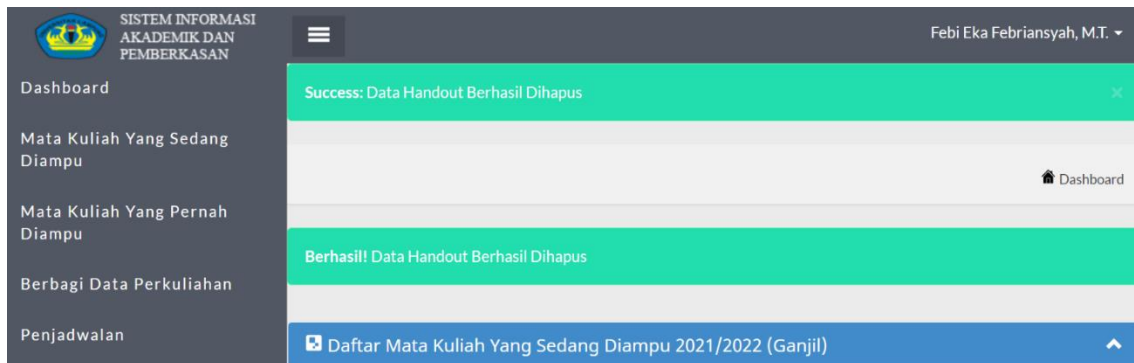 SISTEM INFORMASI
AKADEMIK DAN
PEMBERKASAN
Febi Eka Febriansyah, M.T.
Dashboard
Mata Kuliah Yang Sedang
Diampu
Mata Kuliah Yang Pernah
Diampu
Berbagi Data Perkuliahan
Penjadwalan
Success: Data Handout Berhasil Dihapus
Dashboard
Berhasil! Data Handout Berhasil Dihapus
Daftar Mata Kuliah Yang Sedang Diampu 2021/2022 (Ganjil)